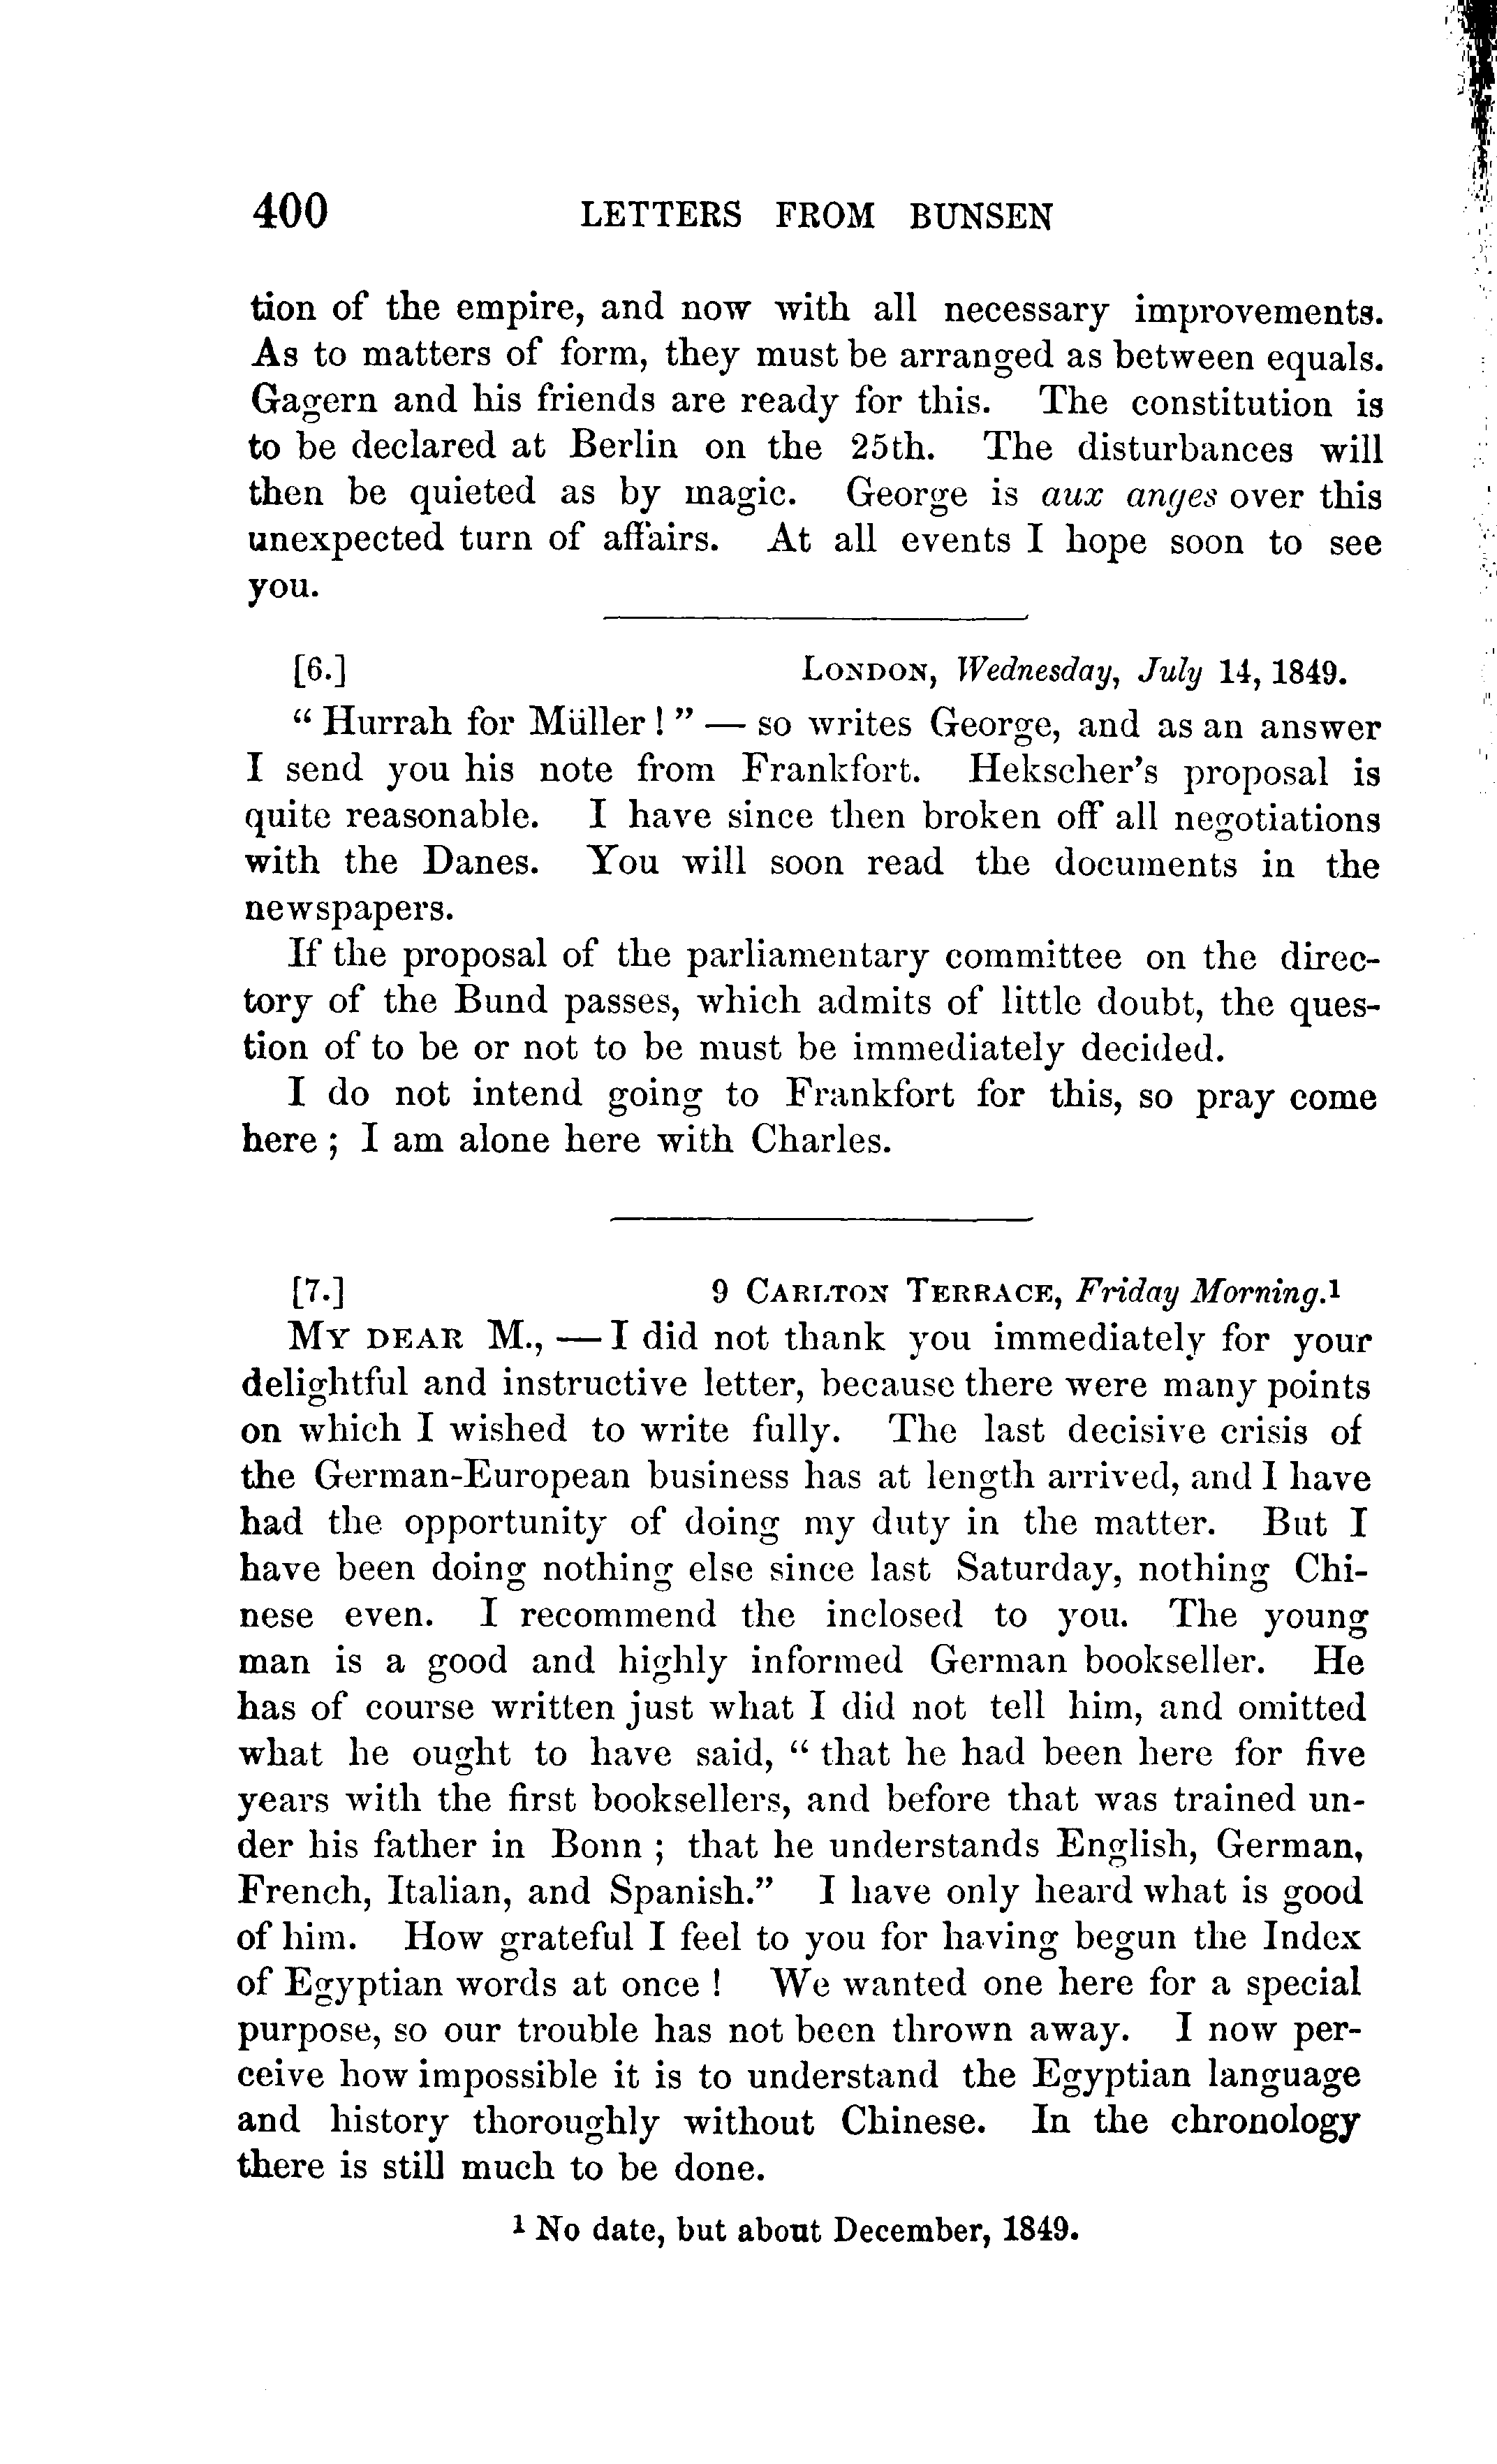 400 LETTERS FROM BUNSEN
tion of the empire, and now with all necessary improvements.
As to matters of form, they must be arranged as between equals.
Gagern and his friends are ready for this. The constitution is
to be declared at Berlin on the 25th. The disturbances will
then be quieted as by magic. George is aux anges over this
unexpected turn of affairs. At all events I hope soon to see
you.
[6.] LONDON, Wednesday, July 14, 1849.
“ Hurrah for Müller ! ” — so writes George, and as an answer
I send you his note from Frankfort. Hekscher's proposal is
quite reasonable. I have since then broken off all negotiations
with the Danes. You will soon read the documents in the
newspapers.
If the proposal of the parliamentary committee on the direc-
tory of the Bund passes, which admits of little doubt, the ques-
tion of to be or not to be must be immediately decided.
I do not intend going to Frankfort for this, so pray come
here ; I am alone here with Charles.
[7.] 9 CARLTON TERRACE, Friday Morning.1
MY DEAR M., — I did not thank you immediately for your
delightful and instructive letter, because there were many points
on which I wished to write fully. The last decisive crisis of
the German-European business has at length arrived, and I have
had the opportunity of doing my duty in the matter. But I
have been doing nothing else since last Saturday, nothing Chi-
nese even. I recommend the inclosed to you. The young
man is a good and highly informed German bookseller. He
has of course written just what I did not tell him, and omitted
what he ought to have said, “ that he had been here for five
years with the first booksellers, and before that was trained un-
der his father in Bonn ; that he understands English, German,
French, Italian, and Spanish.” I have only heard what is good
of him. How grateful I feel to you for having begun the Index
of Egyptian words at once ! We wanted one here for a special
purpose, so our trouble has not been thrown away. I now per-
ceive how impossible it is to understand the Egyptian language
and history thoroughly without Chinese. In the chronology
there is still much to be done.
1 No date, but about December, 1849.